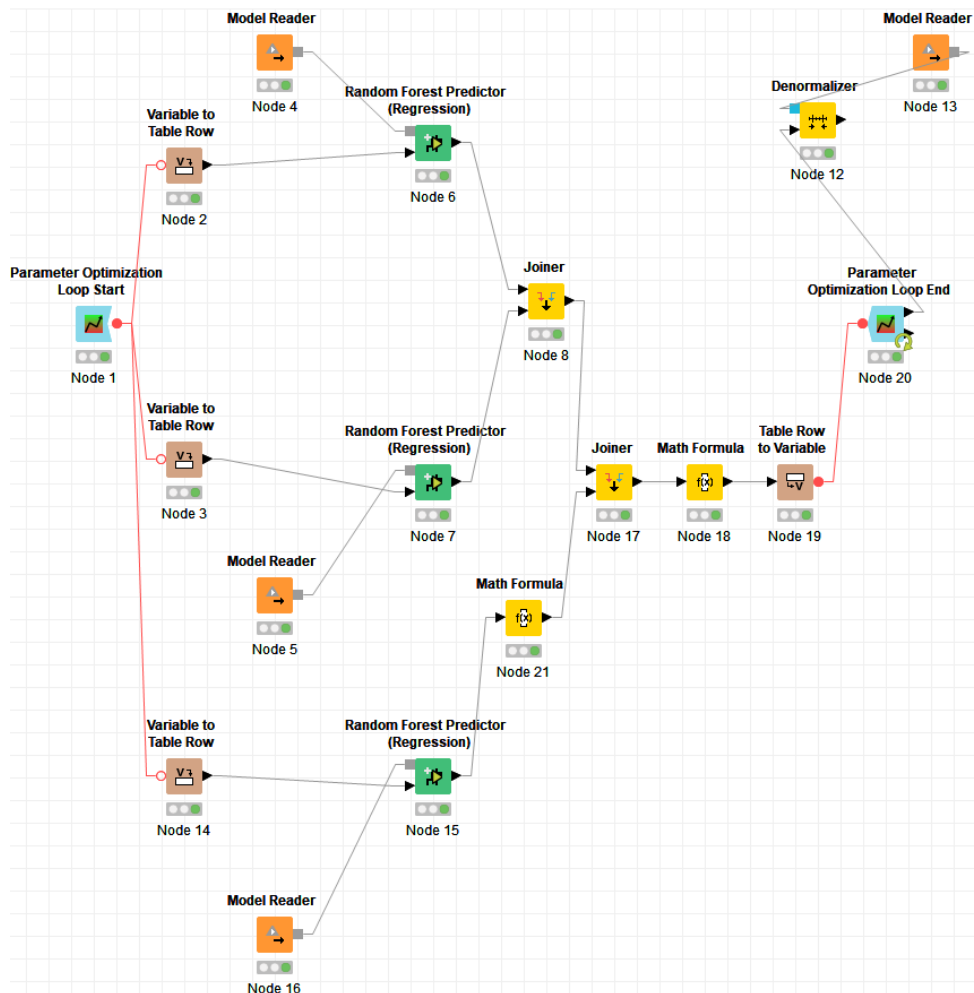 Model Reader
Node 4
Model Reader
Node 13
Random Forest Predictor
(Regression)
Node 6
Denormalizer
Node 12
Variable to
Table Row
V
Node 2
Parameter Optimization
Loop Start
Node 1
Joiner
Node 8
Parameter
Optimization Loop End
Node 20
Variable to
Table Row
V
Node 3
Random Forest Predictor
(Regression)
Node 7
Joiner
Node 17
Math Formula
f(x)
Node 18
Table Row
to Variable
V
Node 19
Model Reader
Node 5
Math Formula
f(x)
Node 21
Variable to
Table Row
V
Node 14
Random Forest Predictor
(Regression)
Node 15
Model Reader
Node 16